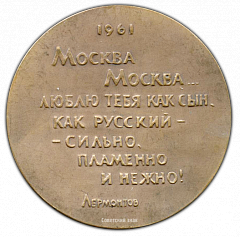 1961
МОСКВА
МОСКВА...
ЛЮБЛЮ ТЕБЯ КАК СЫН,
КАК РУССКИЙ -
- СИЛЬНО,
ПЛАМЕННО
И НЕЖНО!
ЛЕРМОНТОВ